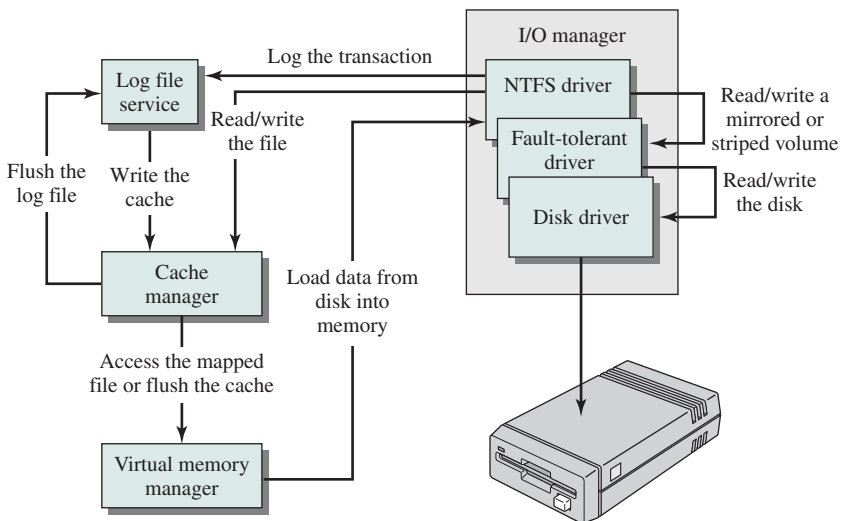 I/O manager
Log the transaction
Log file
service
NTFS driver
Read/write
the file
Read/write a
mirrored or
striped volume
Fault-tolerant
driver
Flush the
log file
Write the
cache
Read/write
the disk
Disk driver
Cache
manager
Load data from
disk into
memory
Access the mapped
file or flush the cache
Virtual memory
manager